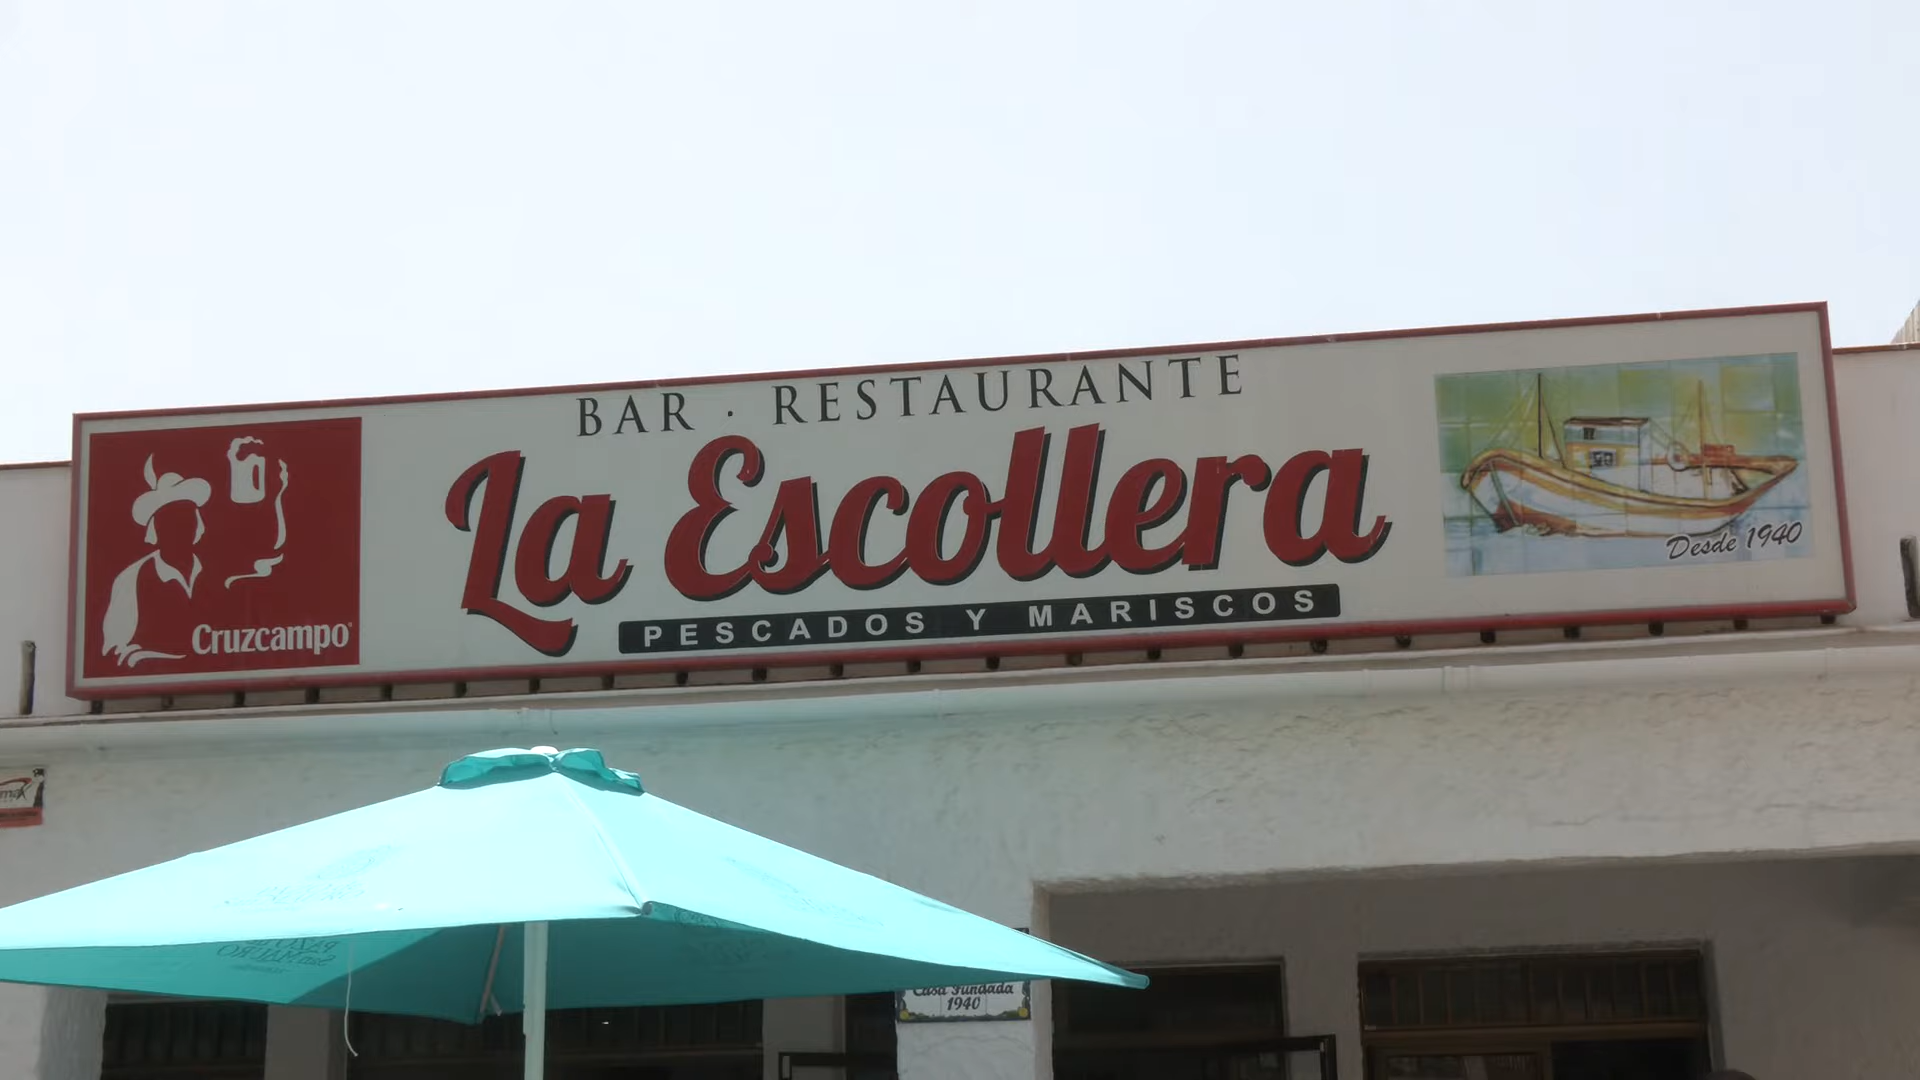 BAR · RESTAURANTE
La Escollera
PESCADOS Y MARISCOS
Cruzcampo
Desde 1940
Casa Fundada
1940